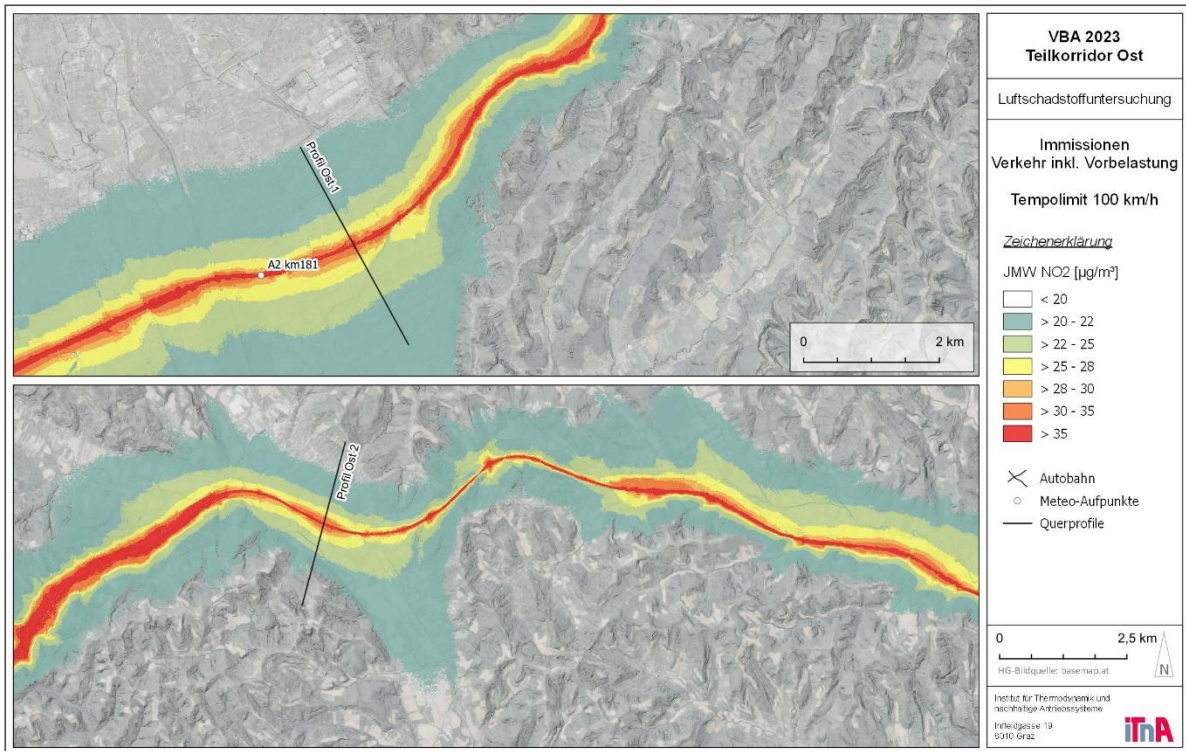 Profil Ost 1
A2 km181
0 2 km
Profil Ost 2
VBA 2023
Teilkorridor Ost
Luftschadstoffuntersuchung
Immissionen
Verkehr inkl. Vorbelastung
Tempolimit 100 km/h
Zeichenerklärung
JMW NO2 [µg/m³]
< 20
> 20 - 22
> 22 - 25
> 25 - 28
> 28 - 30
> 30 - 35
> 35
Autobahn
Meteo-Aufpunkte
Querprofile
0 2,5 km
HG-Bildquelle: basemap.at
N
Institut für Thermodynamik und
nachhaltige Antriebssysteme
Inffeldgasse 19
8010 Graz
iTnA